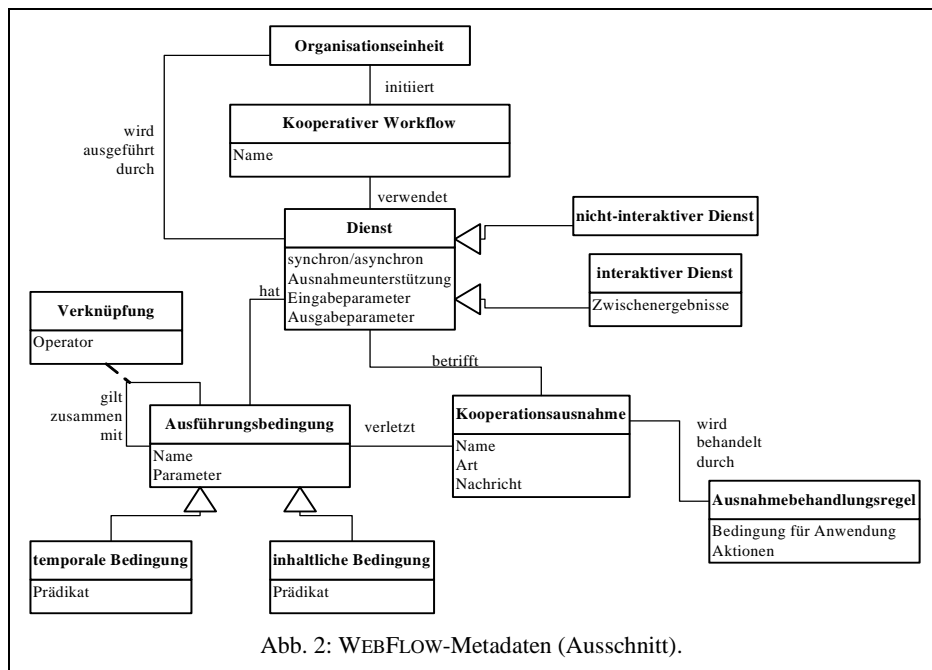 Organisationseinheit
initiiert
Kooperativer Workflow
Name
wird
ausgeführt
durch
verwendet
Dienst
synchron/asynchron
Ausnahmeunterstützung
Eingabeparameter
Ausgabeparameter
nicht-interaktiver Dienst
interaktiver Dienst
Zwischenergebnisse
hat
Verknüpfung
Operator
betrifft
gilt
zusammen
mit
Ausführungsbedingung
Name
Parameter
verletzt
Kooperationsausnahme
Name
Art
Nachricht
wird
behandelt
durch
Ausnahmebehandlungsregel
Bedingung für Anwendung
Aktionen
temporale Bedingung
Prädikat
inhaltliche Bedingung
Prädikat
Abb. 2: WEBFLOW-Metadaten (Ausschnitt).